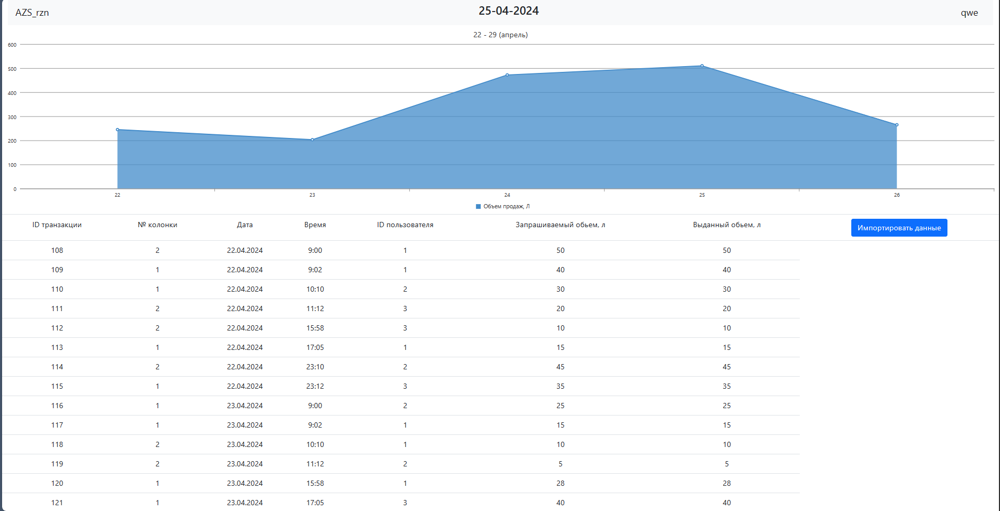 AZS_rzn 25-04-2024 qwe
22 - 29 (апрель)
600
500
400
300
200
100
0
22 23 24 25 26
Объем продаж, Л
ID транзакции № колонки Дата Время ID пользователя Запрашиваемый обьем, л Выданный обьем, л Импортировать данные
108 2 22.04.2024 9:00 1 50 50
109 1 22.04.2024 9:02 1 40 40
110 1 22.04.2024 10:10 2 30 30
111 2 22.04.2024 11:12 3 20 20
112 2 22.04.2024 15:58 3 10 10
113 1 22.04.2024 17:05 1 15 15
114 2 22.04.2024 23:10 2 45 45
115 1 22.04.2024 23:12 3 35 35
116 1 23.04.2024 9:00 2 25 25
117 1 23.04.2024 9:02 1 15 15
118 2 23.04.2024 10:10 1 10 10
119 2 23.04.2024 11:12 2 5 5
120 1 23.04.2024 15:58 1 28 28
121 1 23.04.2024 17:05 3 40 40